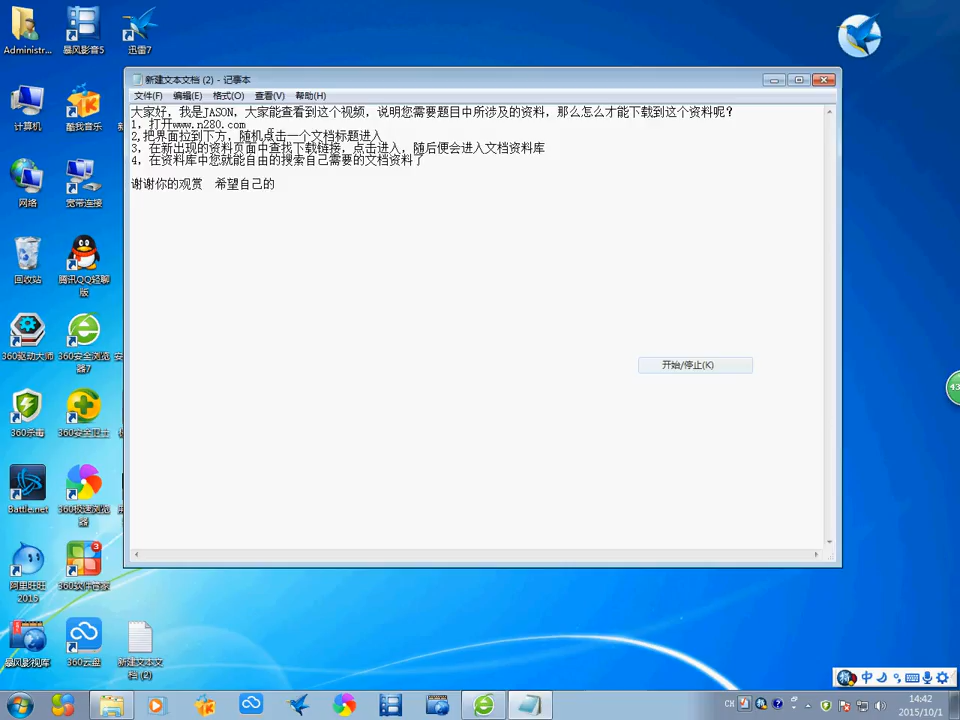 Administr...
暴风影音5
迅雷7
计算机
酷我音乐
网络
宽带连接
回收站
腾讯QQ轻聊版
360驱动大师
360安全浏览器7
360杀毒
360安全卫士
Battle.net
360极速浏览器
阿里旺旺2015
360软件管家
暴风影视库
360云盘
新建文本文档 (2)
新建文本文档 (2) - 记事本
文件(F) 编辑(E) 格式(O) 查看(V) 帮助(H)
大家好，我是JASON，大家能查看到这个视频，说明您需要题目中所涉及的资料，那么怎么才能下载到这个资料呢？
1，打开www.n280.com
2,把界面拉到下方，随机点击一个文档标题进入
3，在新出现的资料页面中查找下载链接，点击进入，随后便会进入文档资料库
4，在资料库中您就能自由的搜索自己需要的文档资料了
谢谢你的观赏 希望自己的
开始/停止(K)
43
中
CH
14:42
2015/10/1